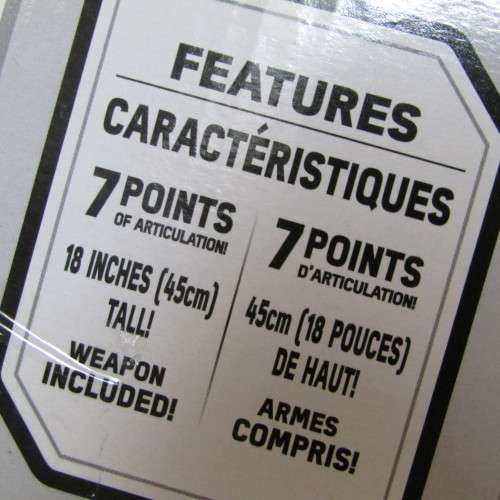 FEATURES
CARACTÉRISTIQUES
7 POINTS
OF ARTICULATION!
18 INCHES (45cm)
TALL!
WEAPON
INCLUDED!
7 POINTS
D'ARTICULATION!
45cm (18 POUCES)
DE HAUT!
ARMES
COMPRIS!